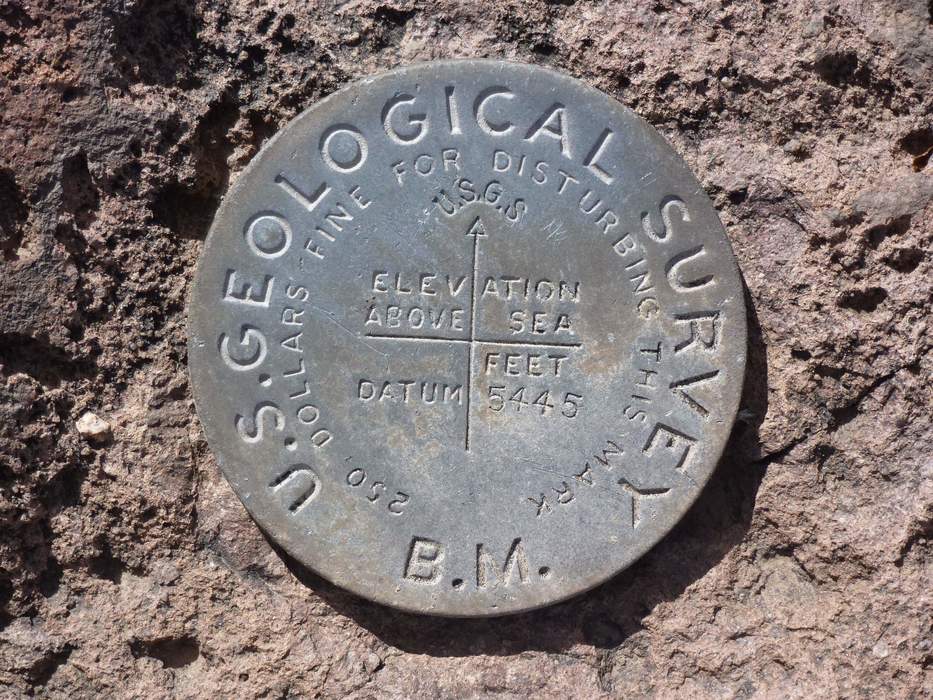 U.S. GEOLOGICAL SURVEY
250 DOLLARS FINE FOR DISTURBING THIS MARK
U.S.G.S
ELEVATION
ABOVE SEA
FEET
DATUM 5445
B.M.